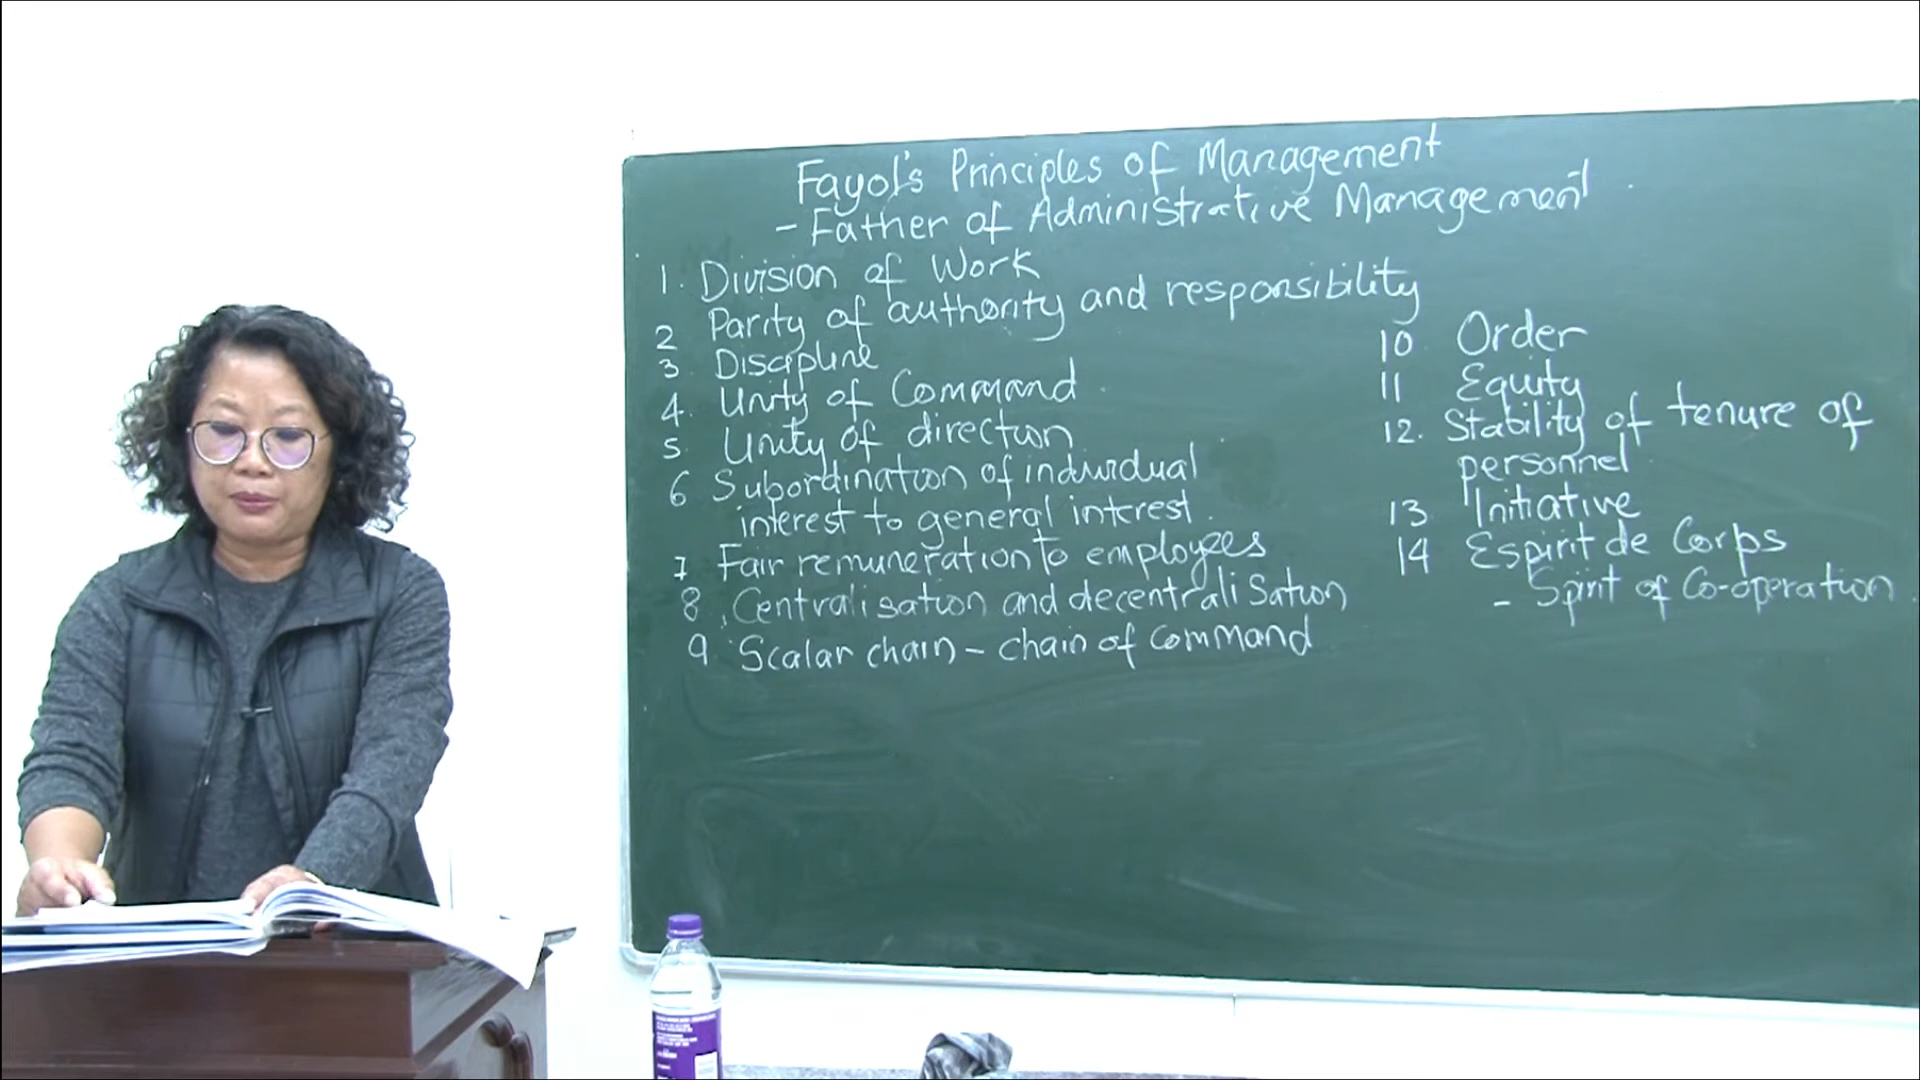 Fayol's Principles of Management
- Father of Administrative Management
1. Division of Work
2 Parity of authority and responsibility
3. Discipline
4. Unity of Command
5. Unity of direction
6 Subordination of individual
interest to general interest.
7 Fair remuneration to employees
8. Centralisation and decentralisation
9. Scalar chain - chain of command
10 Order
11 Equity
12. Stability of tenure of
personnel
13 Initiative
14 Espirit de Corps
- Spirit of Co-operation